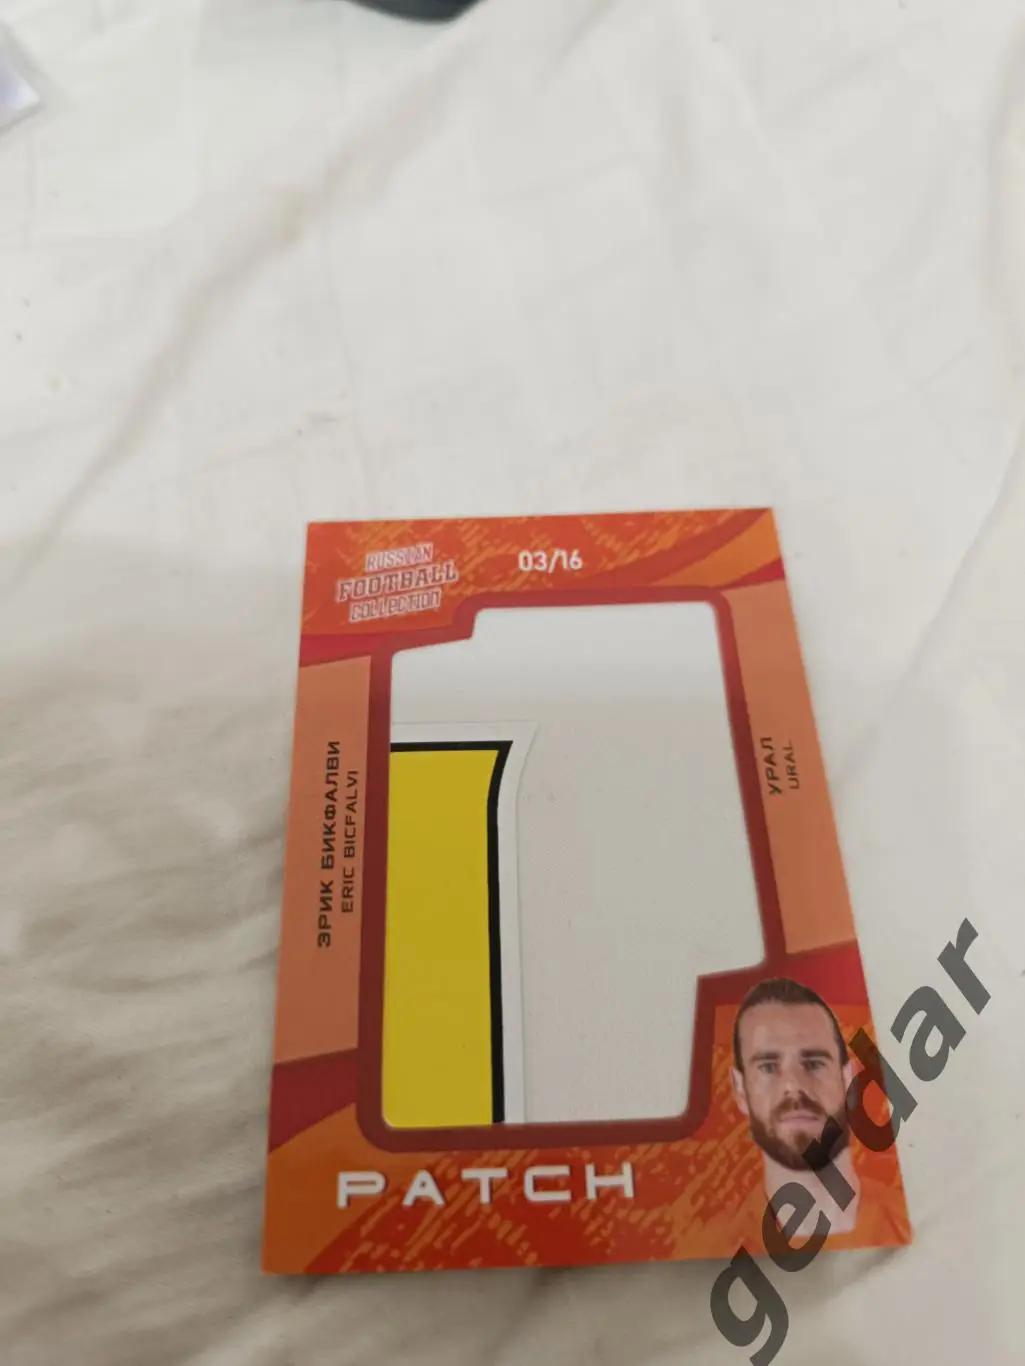 RUSSIAN
FOOTBALL
COLLECTION
03/16
ЭРИК БИКФАЛВИ
ERIC BICFALVI
УРАЛ
URAL
PATCH
gerdar